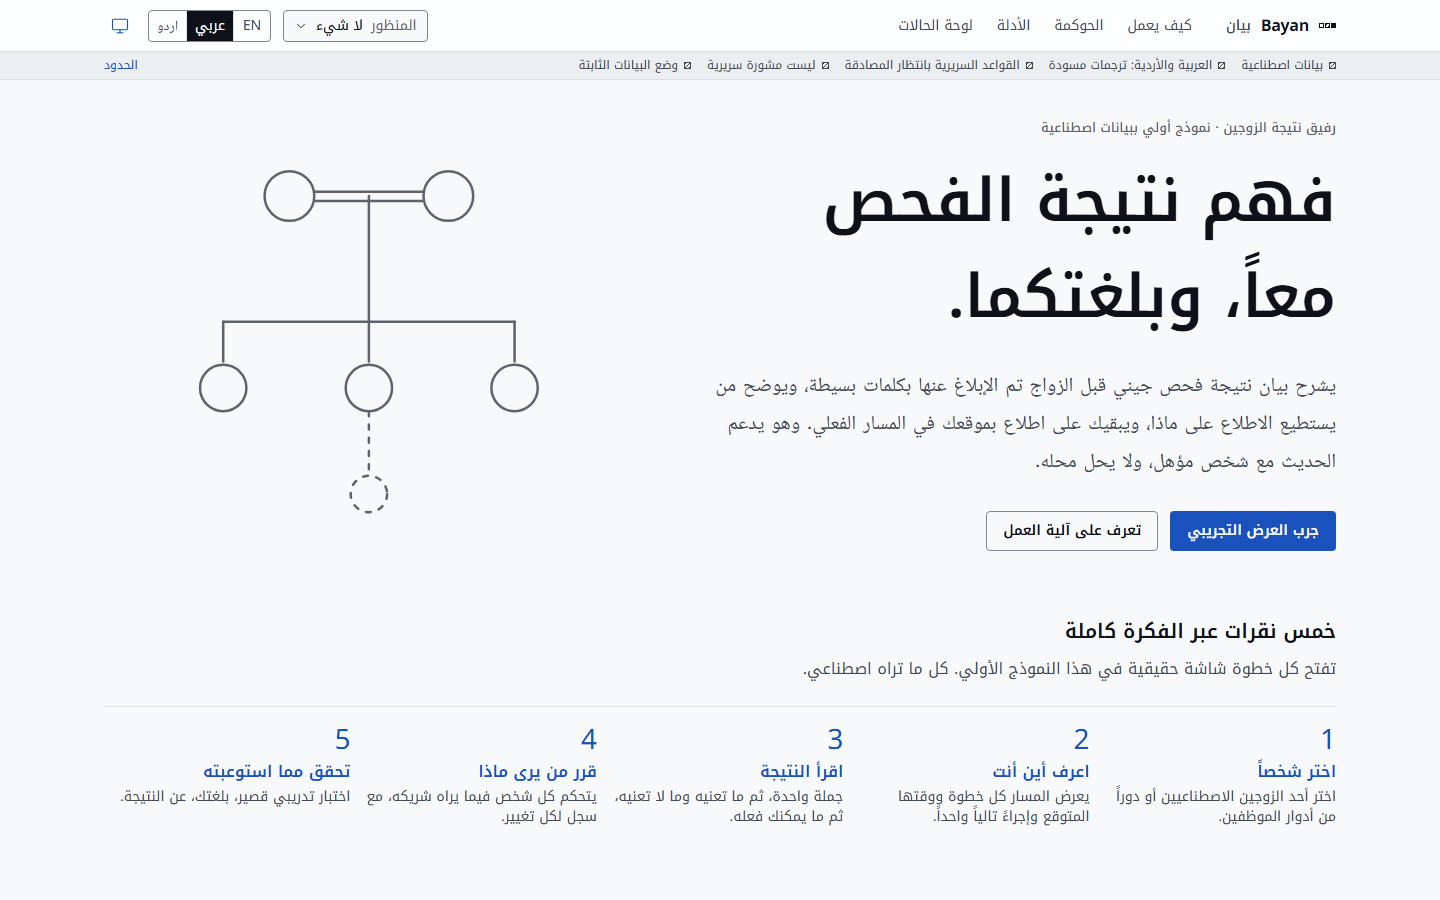 Bayan بيان
كيف يعمل
الحوكمة
الأدلة
لوحة الحالات
المنظور لا شيء
EN عربي اردو
بيانات اصطناعية
العربية والأردية: ترجمات مسودة
القواعد السريرية بانتظار المصادقة
ليست مشورة سريرية
وضع البيانات الثابتة
الحدود
رفيق نتيجة الزوجين · نموذج أولي ببيانات اصطناعية
فهم نتيجة الفحص
معاً، وبلغتكما.
يشرح بيان نتيجة فحص جيني قبل الزواج تم الإبلاغ عنها بكلمات بسيطة، ويوضح من
يستطيع الاطلاع على ماذا، ويبقيك على اطلاع بموقعك في المسار الفعلي. وهو يدعم
الحديث مع شخص مؤهل، ولا يحل محله.
جرب العرض التجريبي
تعرف على آلية العمل
خمس نقرات عبر الفكرة كاملة
تفتح كل خطوة شاشة حقيقية في هذا النموذج الأولي. كل ما تراه اصطناعي.
1
اختر شخصاً
اختر أحد الزوجين الاصطناعيين أو دوراً
من أدوار الموظفين.
2
اعرف أين أنت
يعرض المسار كل خطوة ووقتها
المتوقع وإجراءً تالياً واحداً.
3
اقرأ النتيجة
جملة واحدة، ثم ما تعنيه وما لا تعنيه،
ثم ما يمكنك فعله.
4
قرر من يرى ماذا
يتحكم كل شخص فيما يراه شريكه، مع
سجل لكل تغيير.
5
تحقق مما استوعبته
اختبار تدريبي قصير، بلغتك، عن النتيجة.